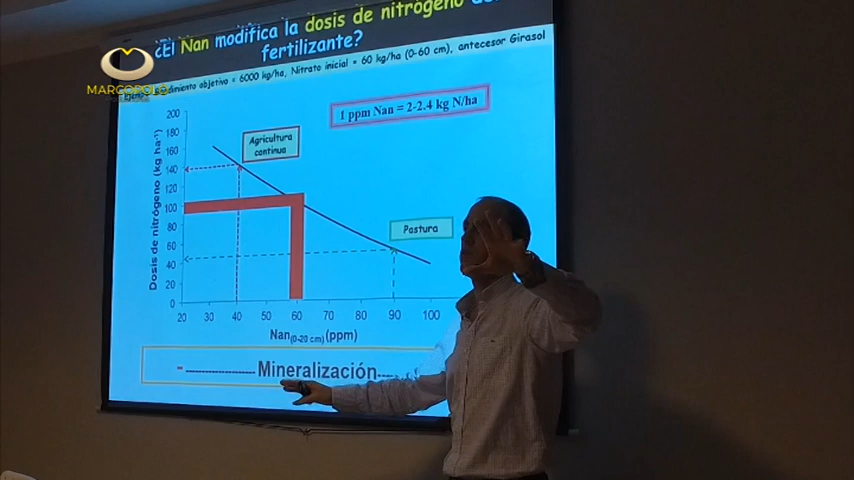 ¿El Nan modifica la dosis de nitrógeno del
fertilizante?
rendimiento objetivo = 6000 kg/ha, Nitrato inicial = 60 kg/ha (0-60 cm), antecesor Girasol
MARCOPOLO
1 ppm Nan = 2-2.4 kg N/ha
Agricultura
continua
Pastura
Dosis de nitrógeno (kg ha⁻¹)
200
180
160
140
120
100
80
60
40
20
0
20 30 40 50 60 70 80 90 100
Nan(0-20 cm)(ppm)
- Mineralización